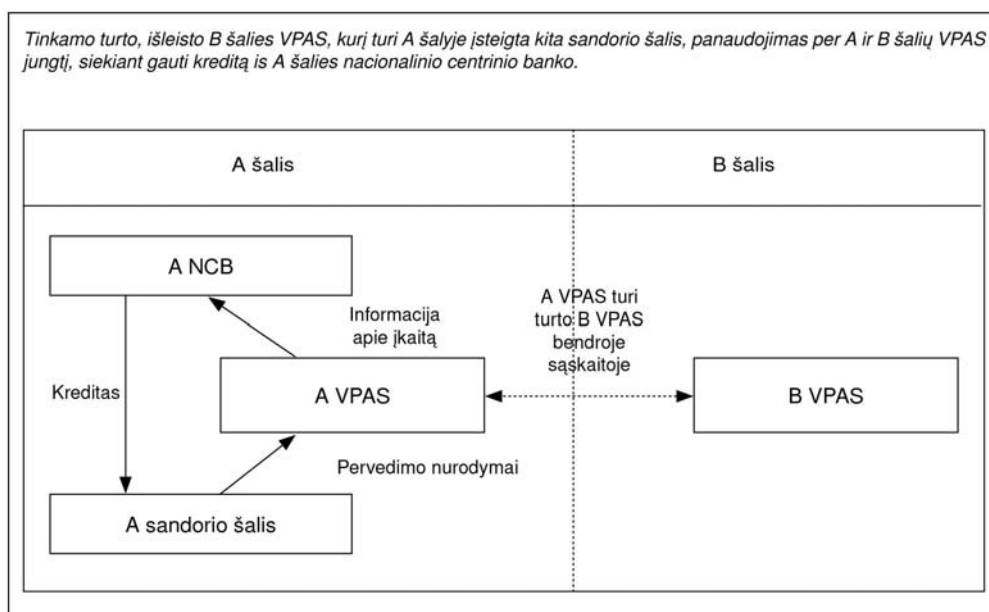 Tinkamo turto, išleisto B šalies VPAS, kurį turi A šalyje įsteigta kita sandorio šalis, panaudojimas per A ir B šalių VPAS
jungtį, siekiant gauti kreditą is A šalies nacionalinio centrinio banko.
A šalis
B šalis
A NCB
Informacija
apie įkaitą
A VPAS turi
turto B VPAS
bendroje
sąskaitoje
Kreditas
A VPAS
B VPAS
Pervedimo nurodymai
A sandorio šalis